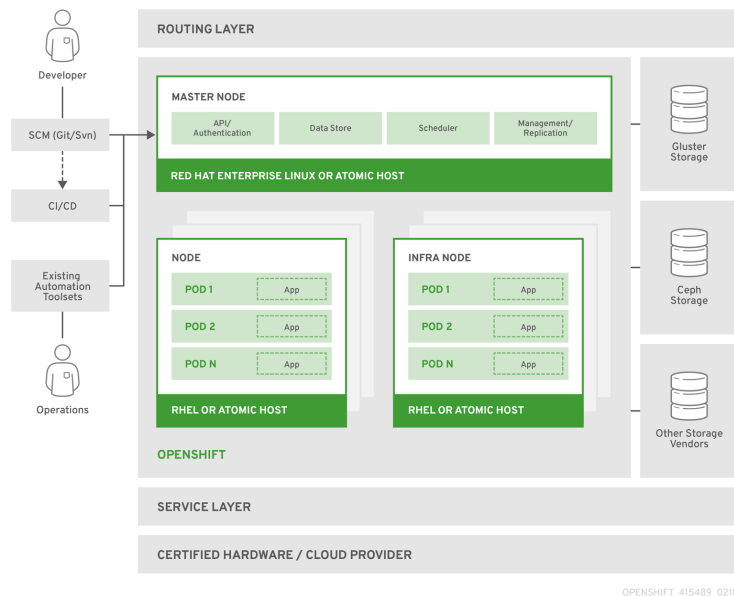 ROUTING LAYER
Developer
MASTER NODE
API/
Authentication
Data Store
Scheduler
Management/
Replication
RED HAT ENTERPRISE LINUX OR ATOMIC HOST
SCM (Git/Svn)
CI/CD
Existing
Automation
Toolsets
Operations
NODE
POD 1
App
POD 2
App
POD N
App
RHEL OR ATOMIC HOST
INFRA NODE
POD 1
App
POD 2
App
POD N
App
RHEL OR ATOMIC HOST
OPENSHIFT
Gluster
Storage
Ceph
Storage
Other Storage
Vendors
SERVICE LAYER
CERTIFIED HARDWARE / CLOUD PROVIDER
OPENSHIFT_415489_0218